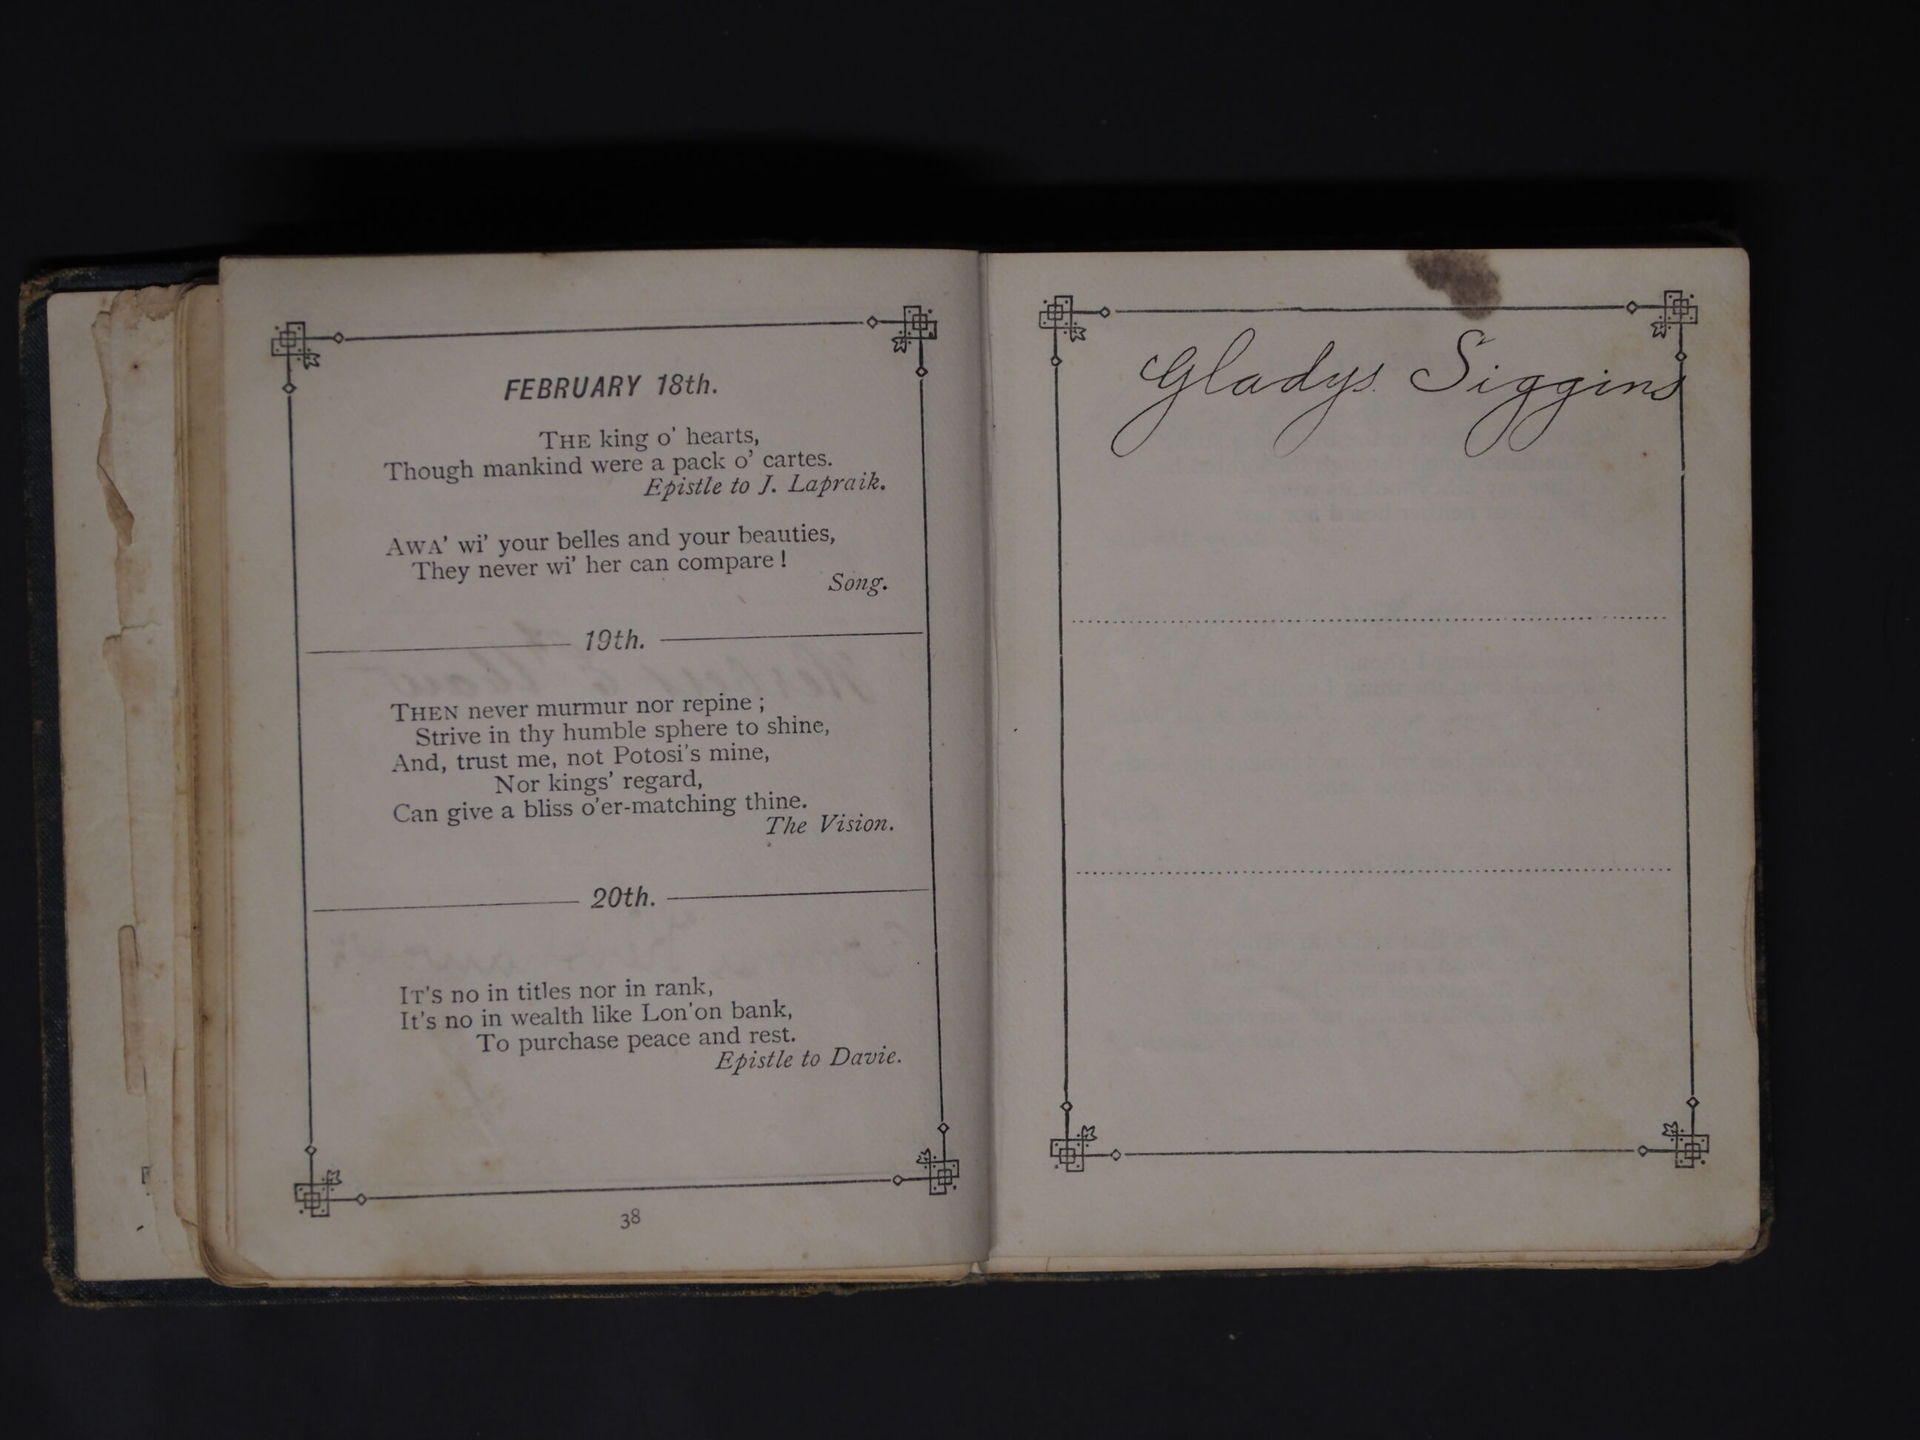 FEBRUARY 18th.
THE king o' hearts,
Though mankind were a pack o' cartes.
Epistle to J. Lapraik.
AWA' wi' your belles and your beauties,
They never wi' her can compare !
Song.
19th.
THEN never murmur nor repine ;
Strive in thy humble sphere to shine,
And, trust me, not Potosi's mine,
Nor kings' regard,
Can give a bliss o'er-matching thine.
The Vision.
20th.
IT'S no in titles nor in rank,
It's no in wealth like Lon'on bank,
To purchase peace and rest.
Epistle to Davie.
38
Gladys Siggins